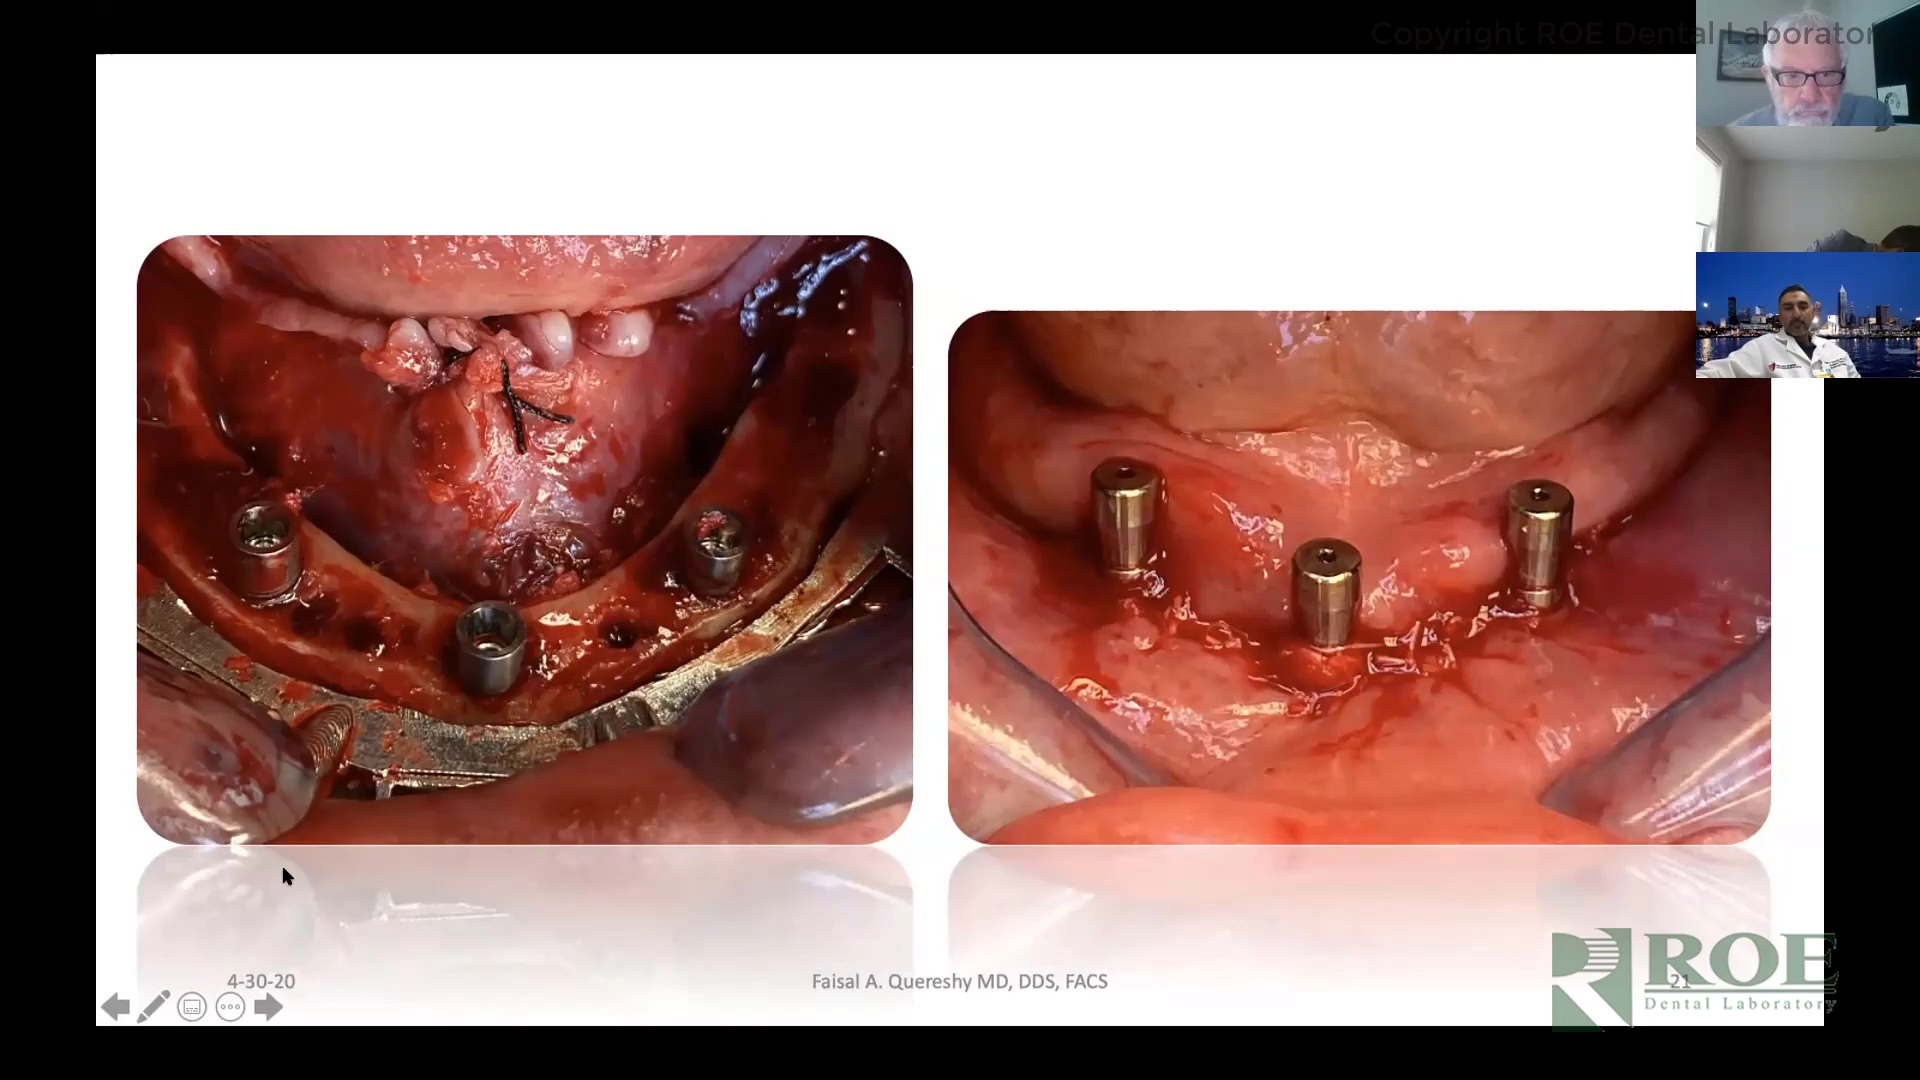 Copyright ROE Dental Laborator
4-30-20
Faisal A. Quereshy MD, DDS, FACS
21
ROE
Dental Laboratory